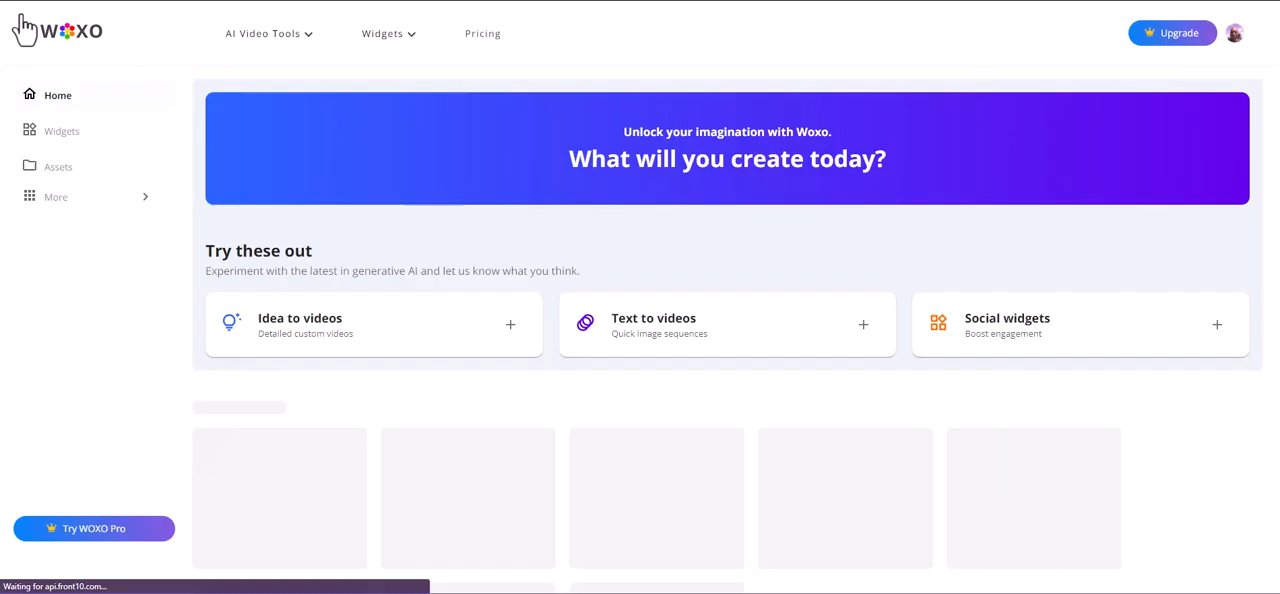 WOXO
AI Video Tools
Widgets
Pricing
Upgrade
Home
Widgets
Assets
More
Unlock your imagination with Woxo.
What will you create today?
Try these out
Experiment with the latest in generative AI and let us know what you think.
Idea to videos
Detailed custom videos
Text to videos
Quick image sequences
Social widgets
Boost engagement
Try WOXO Pro
Waiting for api.front10.com...